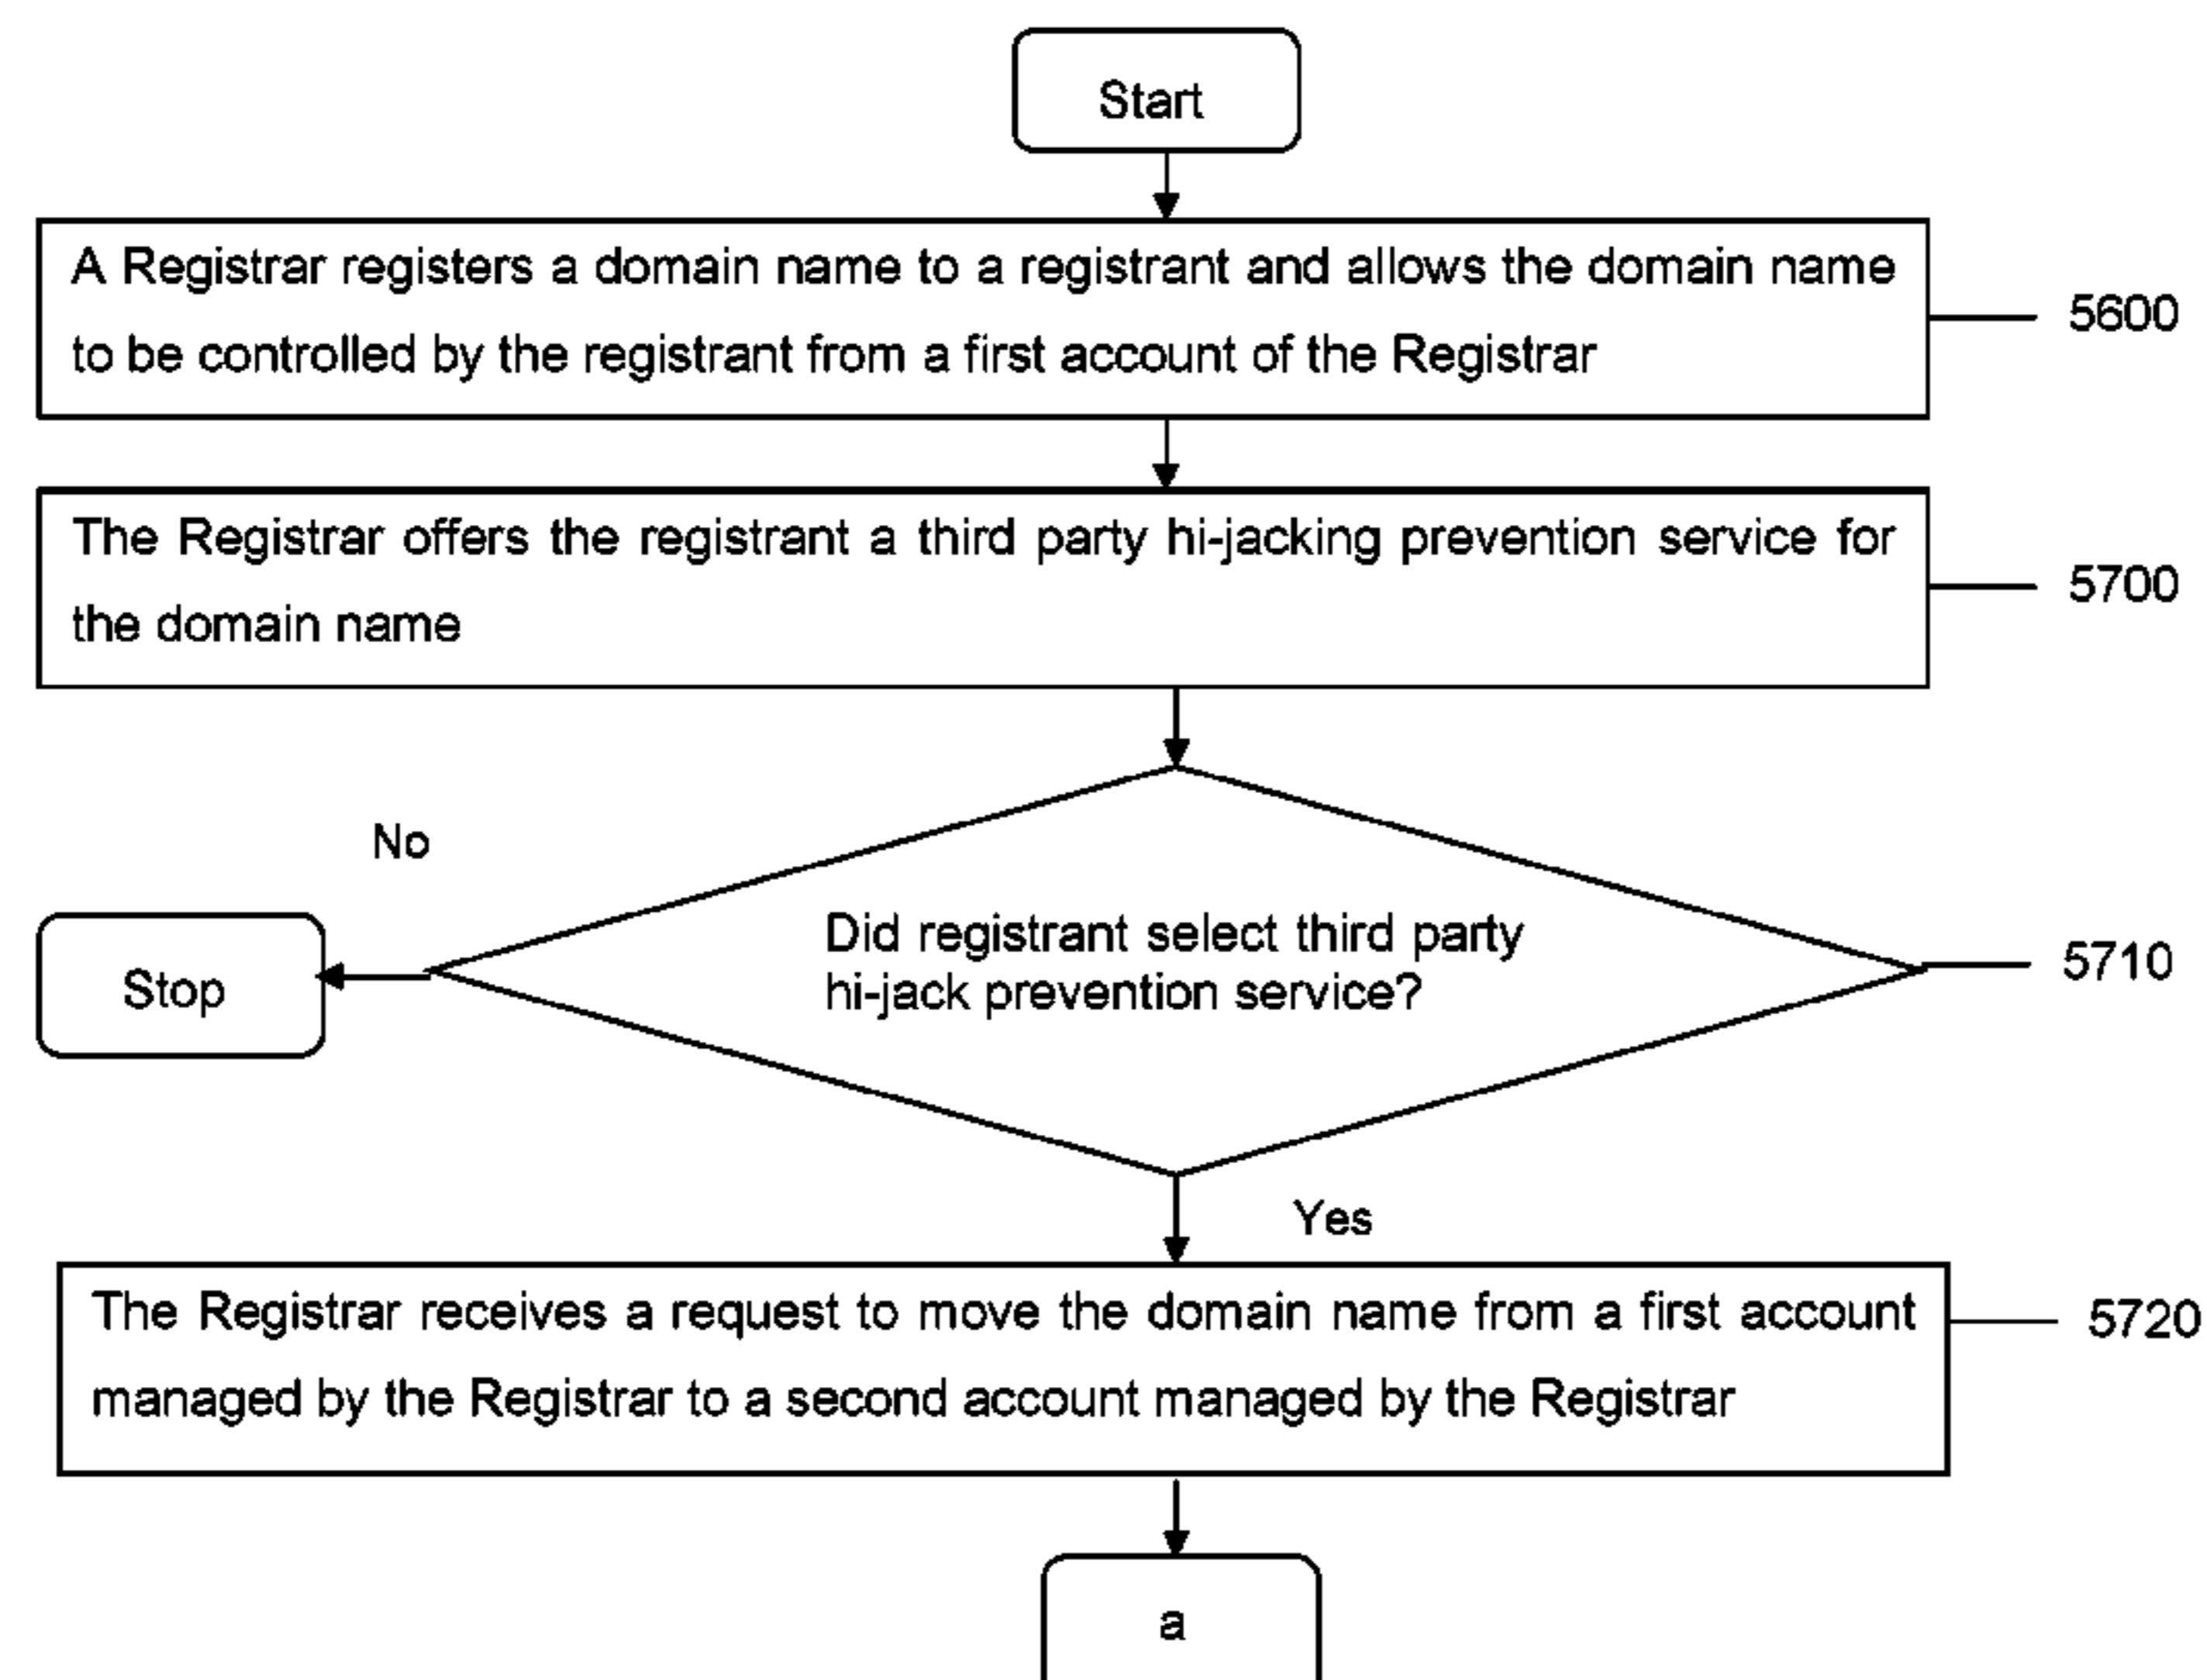 Start
A Registrar registers a domain name to a registrant and allows the domain name
to be controlled by the registrant from a first account of the Registrar
5600
The Registrar offers the registrant a third party hi-jacking prevention service for
the domain name
5700
No
Did registrant select third party
hi-jack prevention service?
Stop
5710
Yes
The Registrar receives a request to move the domain name from a first account
managed by the Registrar to a second account managed by the Registrar
5720
a